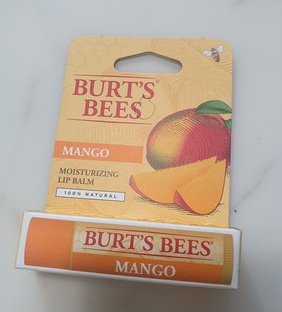 BURT'S
BEES®
MANGO
MOISTURIZING
LIP BALM
100% NATURAL
BURT'S BEES®
MANGO